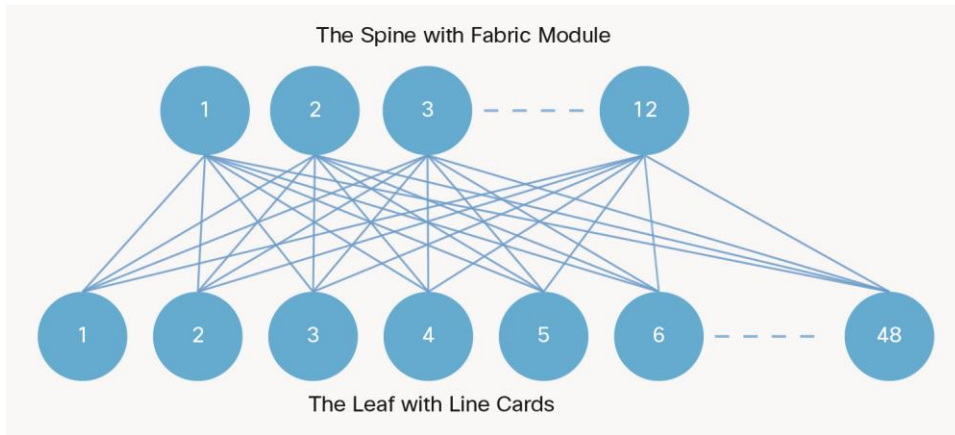 The Spine with Fabric Module
1 2 3 12
1 2 3 4 5 6 48
The Leaf with Line Cards